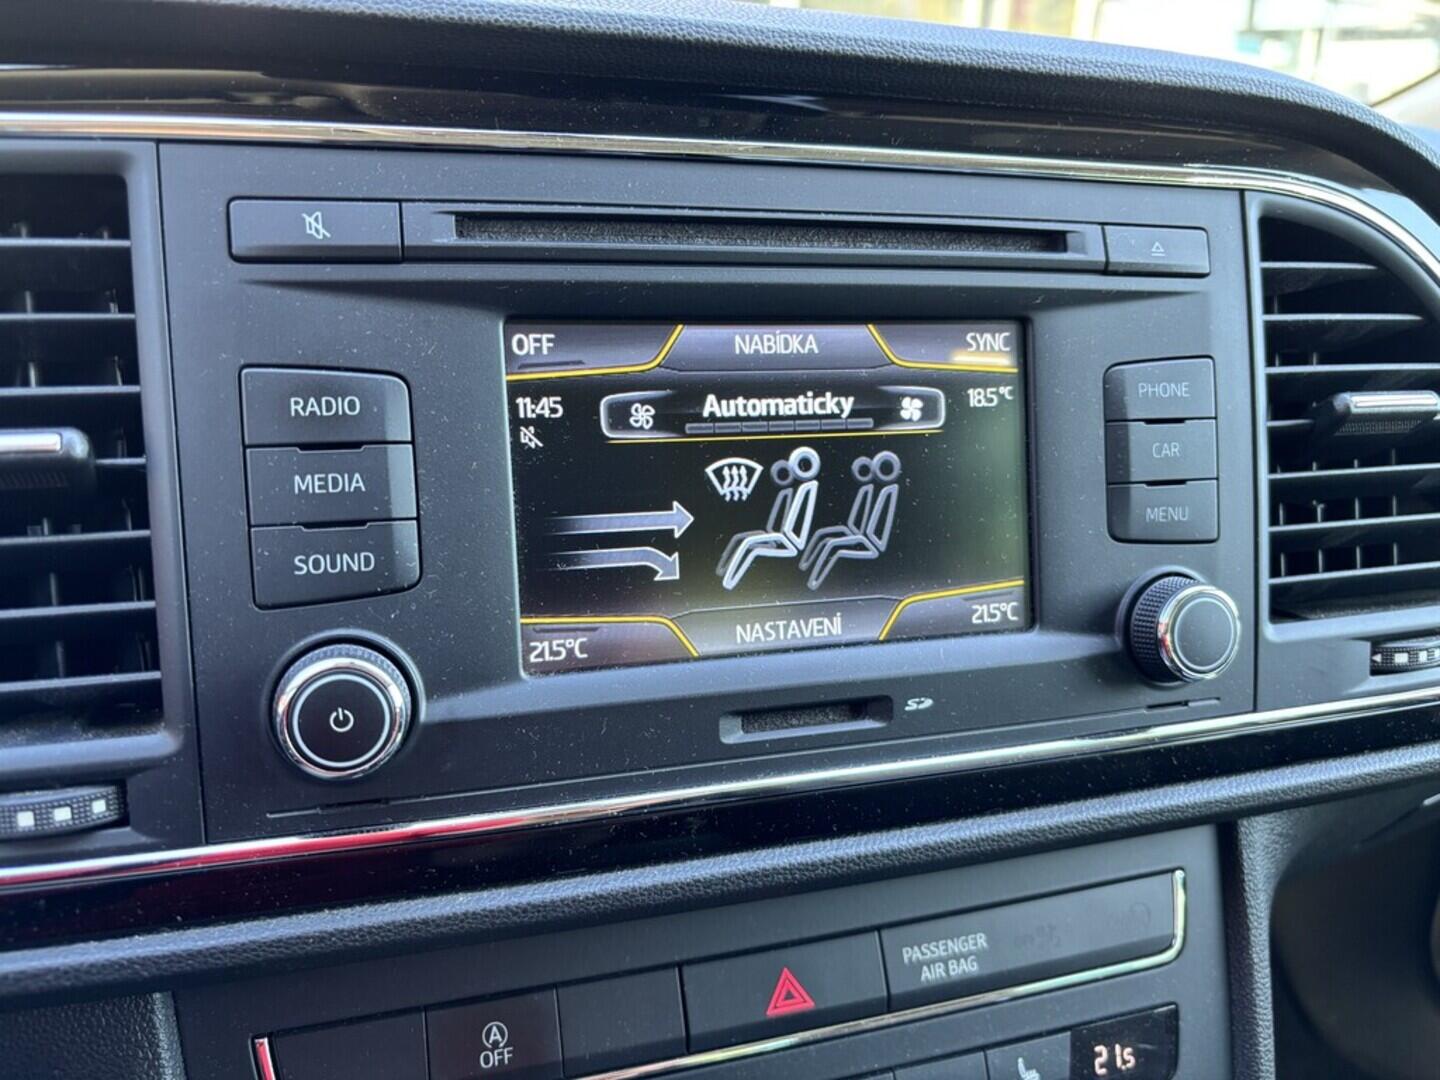 OFF
NABÍDKA
SYNC
11:45
Automaticky
18.5°C
RADIO
MEDIA
SOUND
PHONE
CAR
MENU
21.5°C
NASTAVENÍ
21.5°C
SD
PASSENGER
AIR BAG
A
OFF
21.5